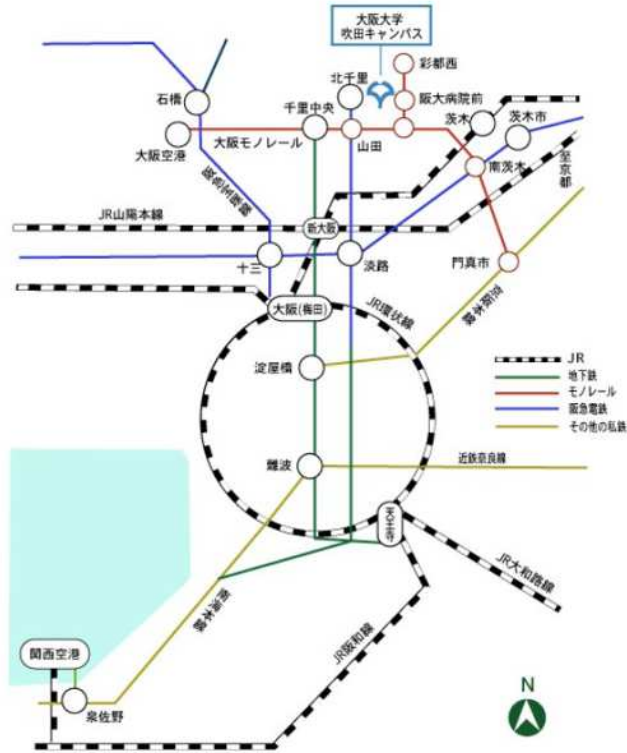 大阪大学
吹田キャンパス
彩都西
北千里
石橋
阪大病院前
千里中央
茨木
茨木市
大阪空港
大阪モノレール
山田
南茨木
至京都
阪急宝塚線
JR山陽本線
新大阪
十三
淡路
門真市
大阪(梅田)
JR環状線
京阪本線
淀屋橋
JR
地下鉄
モノレール
阪急電鉄
その他の私鉄
難波
近鉄奈良線
天王寺
JR大和路線
南海本線
JR阪和線
関西空港
泉佐野
N